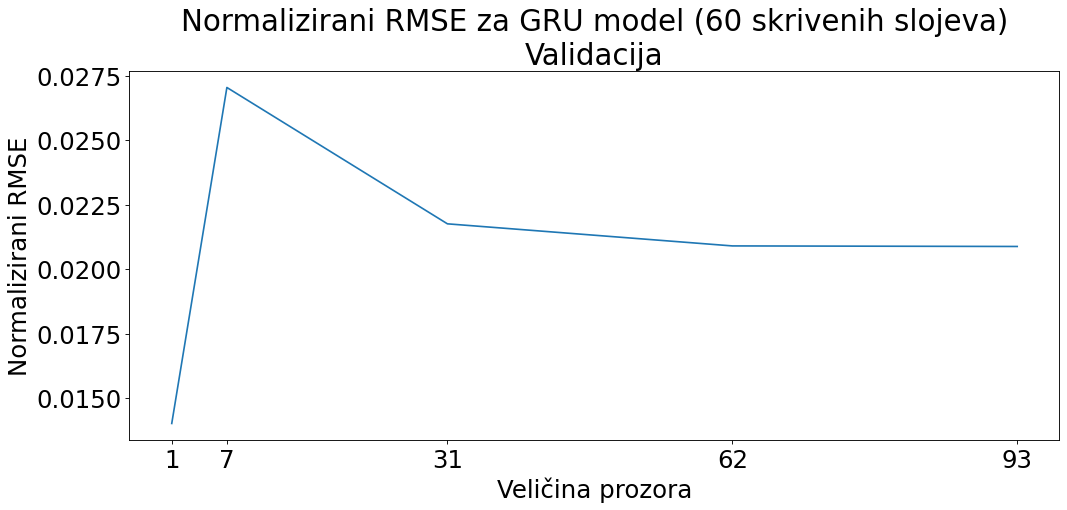 Normalizirani RMSE za GRU model (60 skrivenih slojeva)
Validacija
Normalizirani RMSE
0.0275
0.0250
0.0225
0.0200
0.0175
0.0150
1 7 31 62 93
Veličina prozora